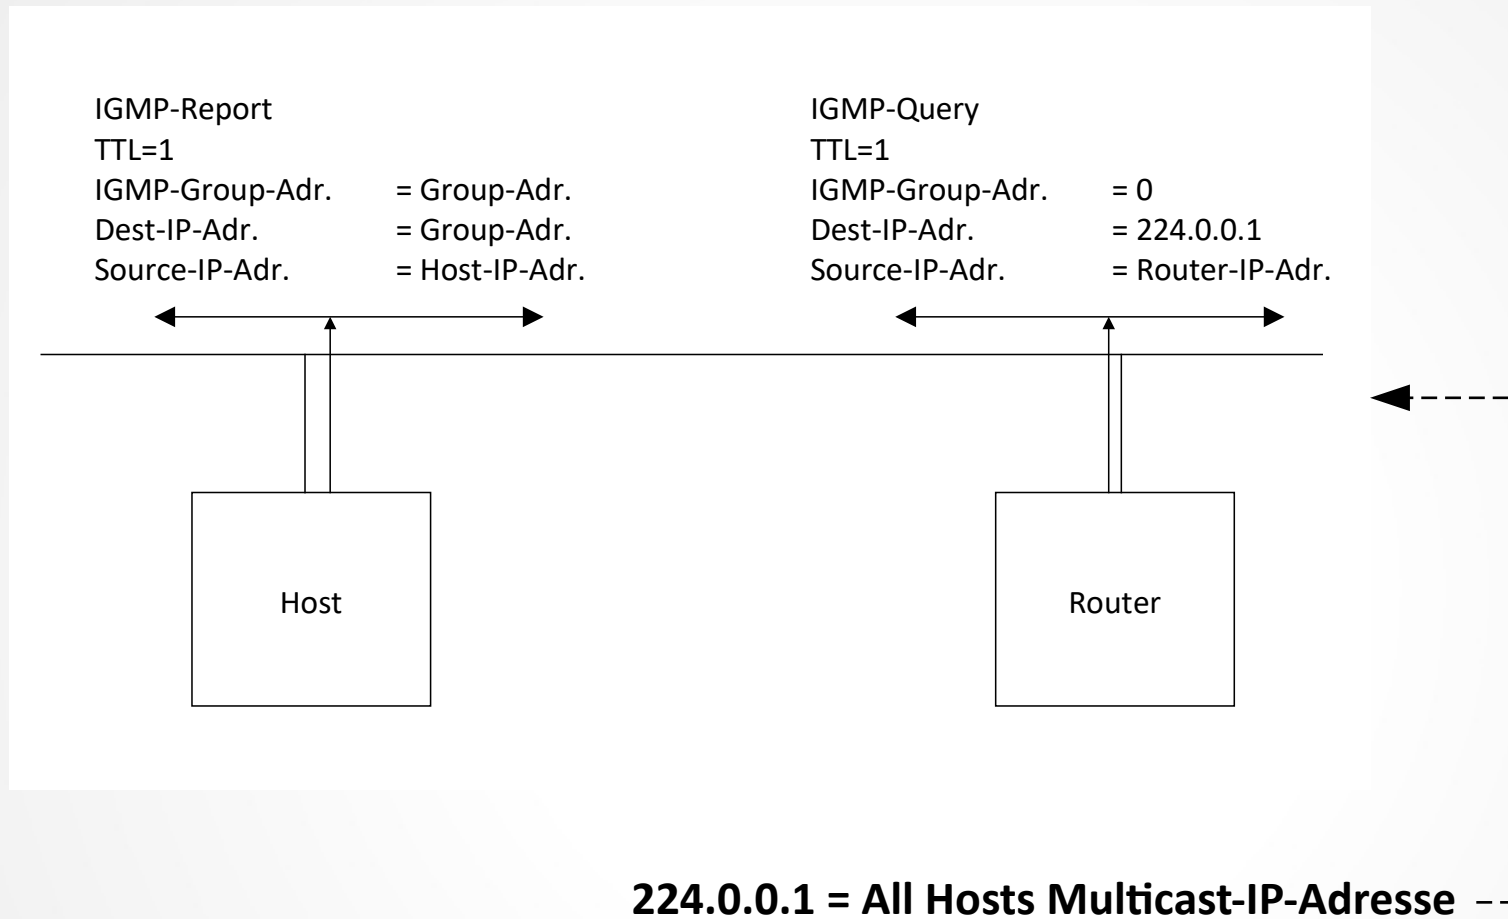 IGMP-Report
TTL=1
IGMP-Group-Adr. = Group-Adr.
Dest-IP-Adr. = Group-Adr.
Source-IP-Adr. = Host-IP-Adr.
IGMP-Query
TTL=1
IGMP-Group-Adr. = 0
Dest-IP-Adr. = 224.0.0.1
Source-IP-Adr. = Router-IP-Adr.
Host
Router
224.0.0.1 = All Hosts Multicast-IP-Adresse